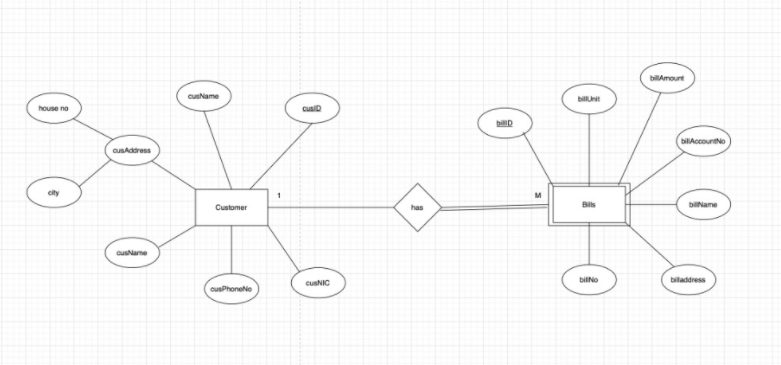 billAmount
cusName
billUnit
house no
cusID
billID
billAccountNo
cusAddress
city
1
M
Customer
has
Bills
billName
cusName
billNo
billaddress
cusPhoneNo
cusNIC